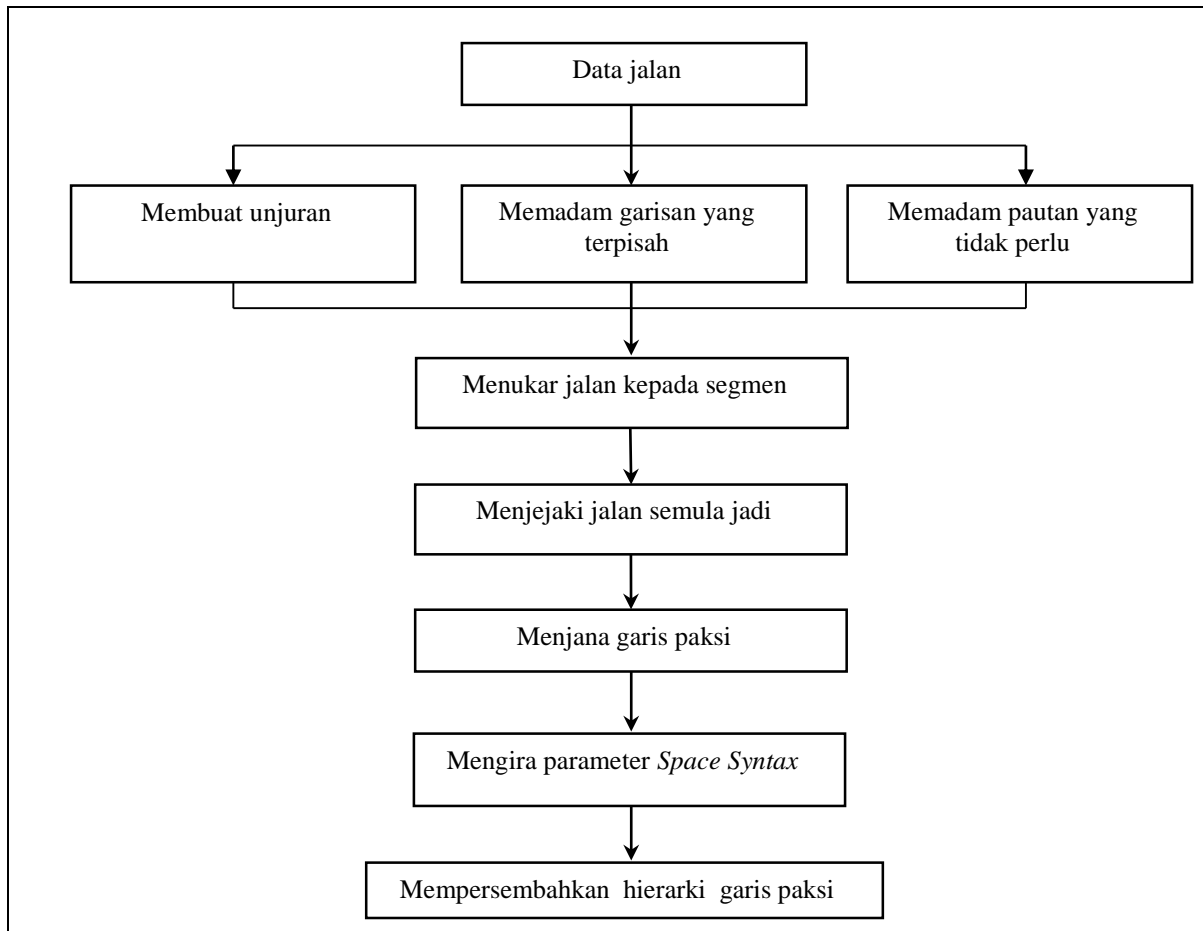 Data jalan
Membuat unjuran
Memadam garisan yang
terpisah
Memadam pautan yang
tidak perlu
Menukar jalan kepada segmen
Menjejaki jalan semula jadi
Menjana garis paksi
Mengira parameter Space Syntax
Mempersembahkan hierarki garis paksi